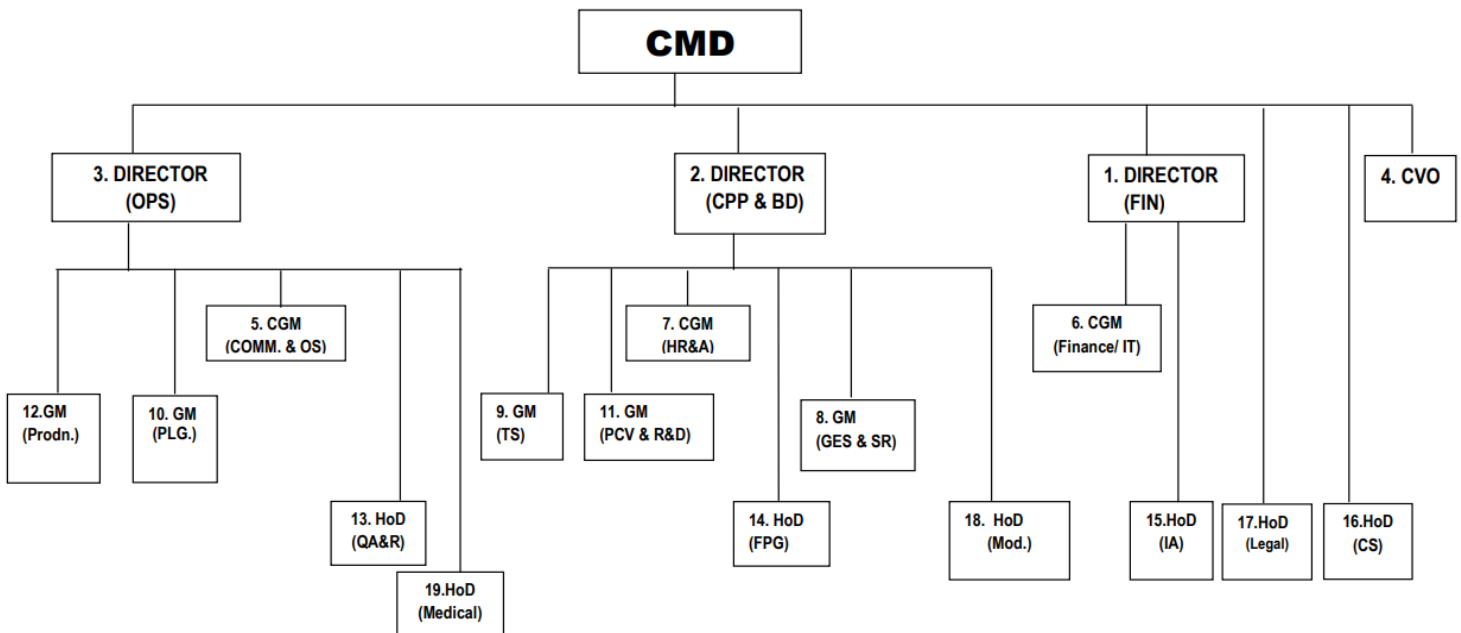 CMD
3. DIRECTOR
(OPS)
2. DIRECTOR
(CPP & BD)
1. DIRECTOR
(FIN)
4. CVO
5. CGM
(COMM. & OS)
7. CGM
(HR&A)
6. CGM
(Finance/ IT)
12.GM
(Prodn.)
10. GM
(PLG.)
9. GM
(TS)
11. GM
(PCV & R&D)
8. GM
(GES & SR)
13. HoD
(QA&R)
14. HoD
(FPG)
18. HoD
(Mod.)
15.HoD
(IA)
17.HoD
(Legal)
16.HoD
(CS)
19.HoD
(Medical)